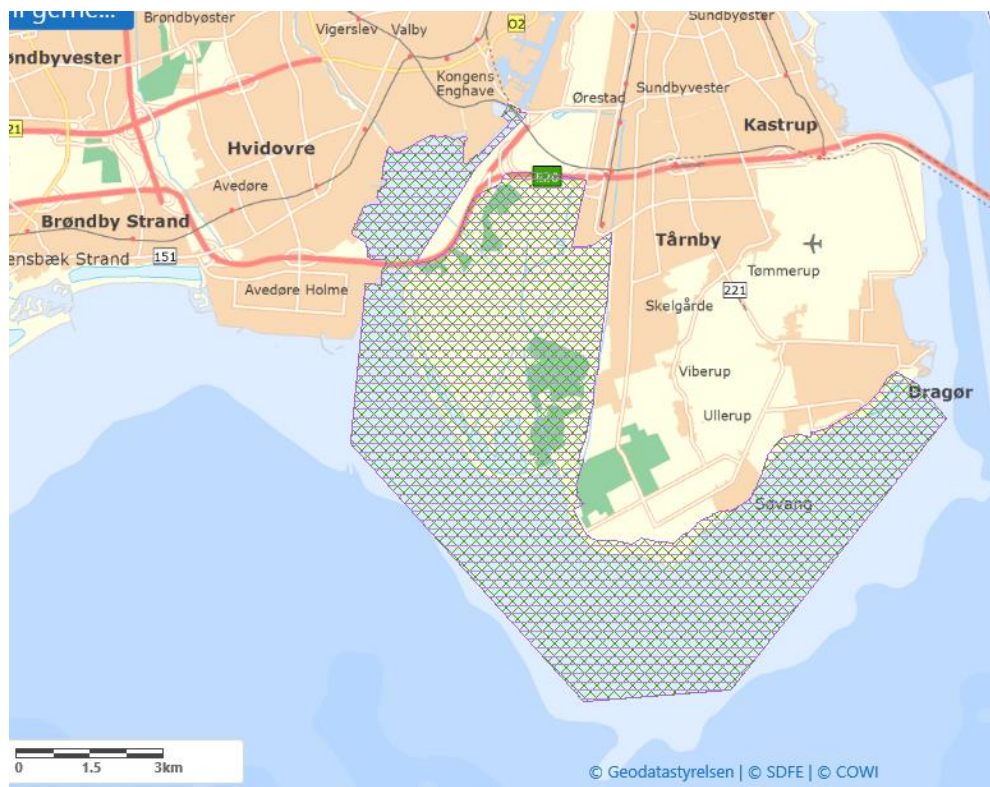 Brøndbyøster
Vigerslev
Valby
O2
Sundbyøster
Brøndbyvester
Kongens
Enghave
Ørestad
Sundbyvester
21
Kastrup
Hvidovre
Avedøre
E20
Brøndby Strand
Tårnby
ensbæk Strand
151
Tømmerup
Avedøre Holme
221
Skelgårde
Viberup
Dragør
Ullerup
Søvang
0 1.5 3km
© Geodatastyrelsen | © SDFE | © COWI